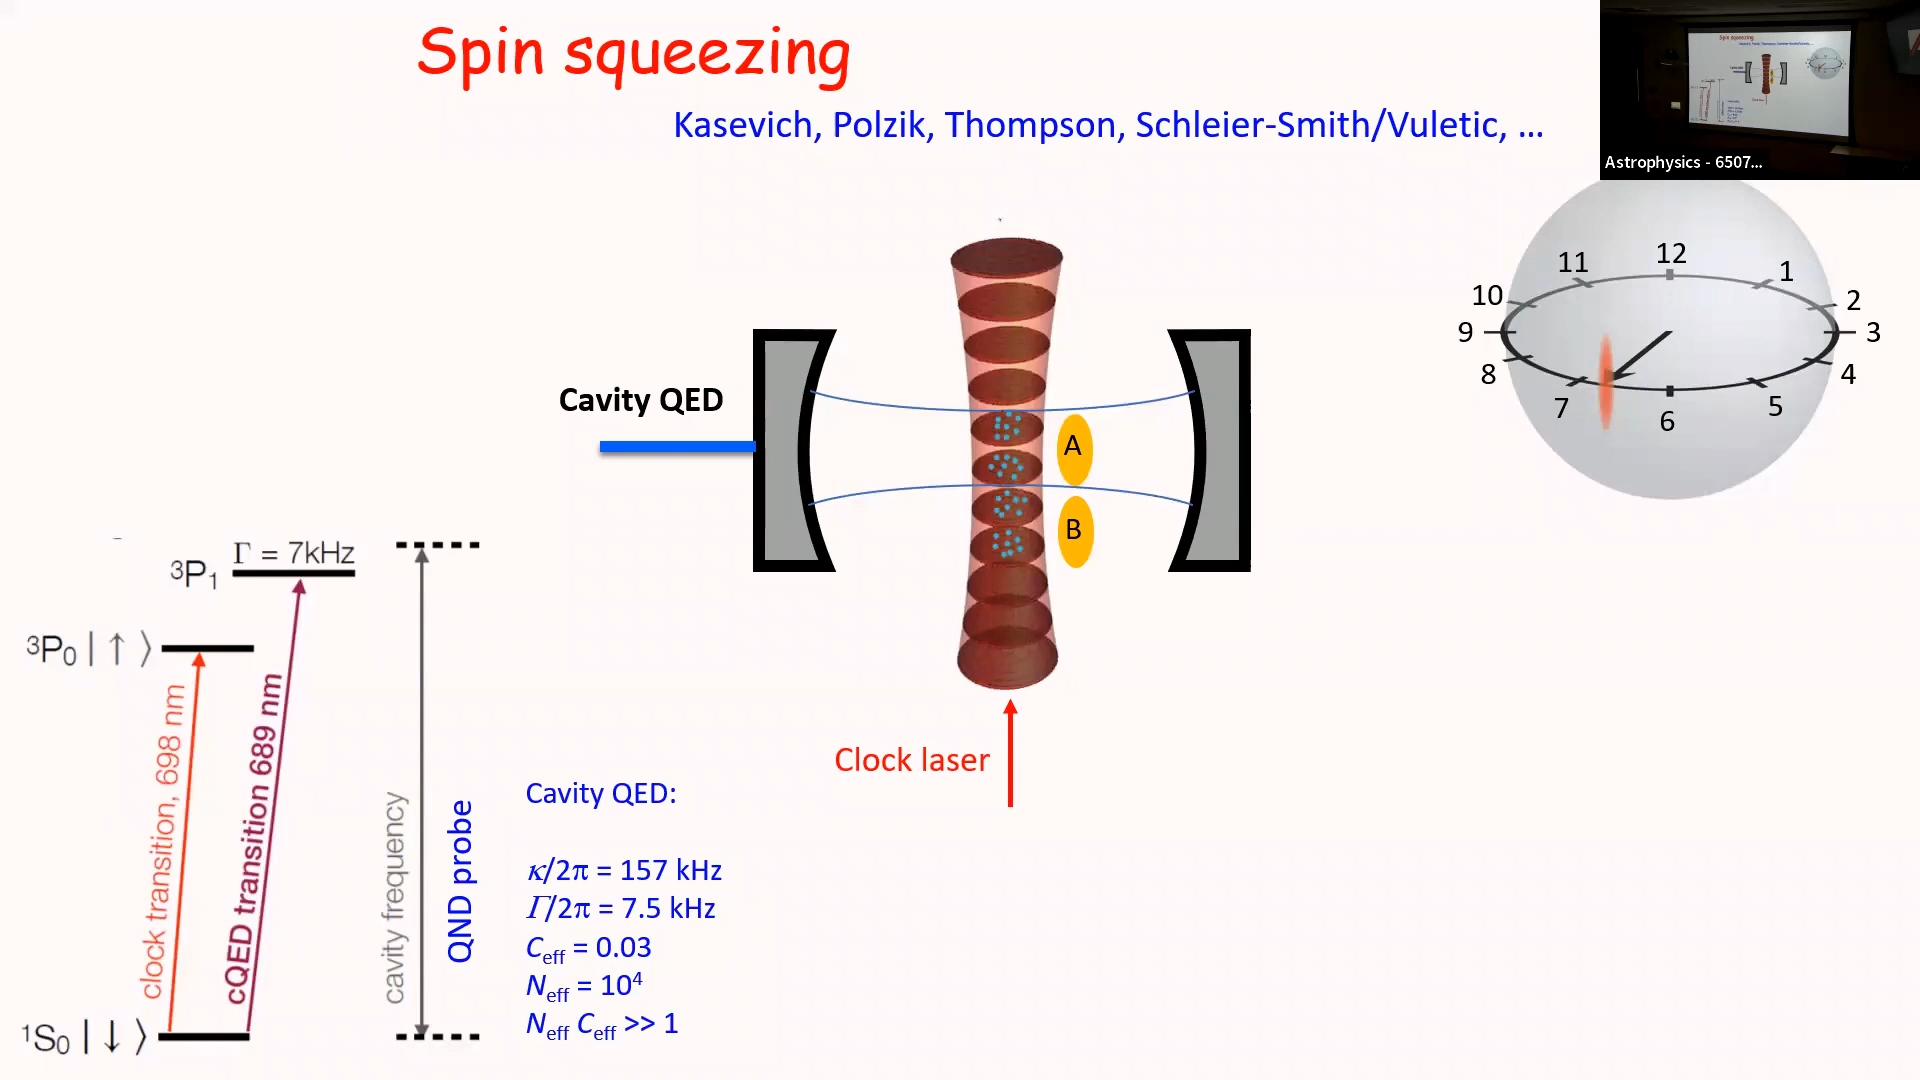 Spin squeezing
Kasevich, Polzik, Thompson, Schleier-Smith/Vuletic, ...
Astrophysics - 6507...
12
11
1
10
2
9
3
8
4
7
5
6
Cavity QED
A
B
Clock laser
³P₁
Γ = 7kHz
³P₀ | ↑ ⟩
clock transition, 698 nm
cQED transition 689 nm
cavity frequency
QND probe
¹S₀ | ↓ ⟩
Cavity QED:
κ/2π = 157 kHz
Γ/2π = 7.5 kHz
C_eff = 0.03
N_eff = 10⁴
N_eff C_eff >> 1